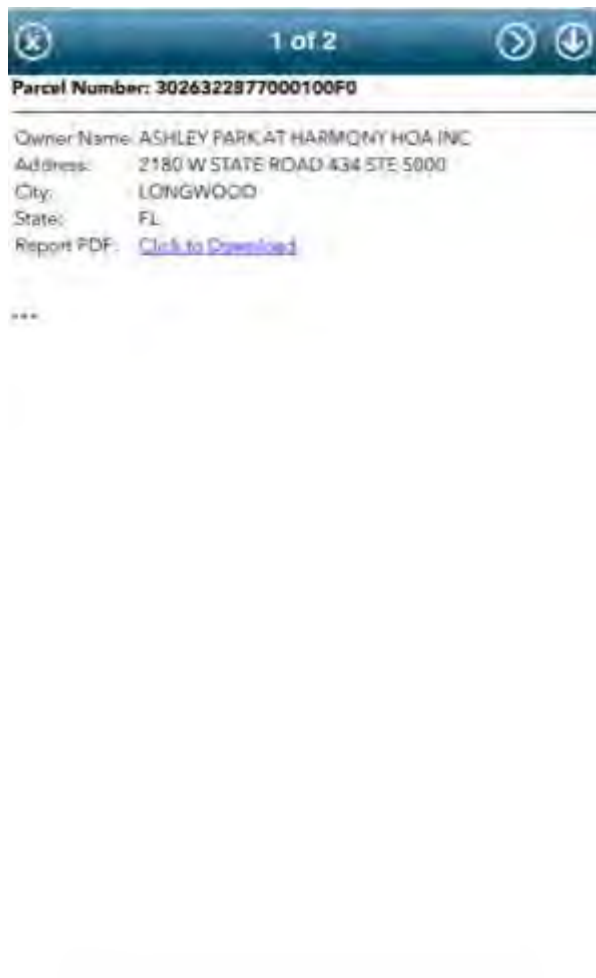 1 of 2
Parcel Number: 3026322877000100F0
Owner Name: ASHLEY PARK AT HARMONY HOA INC
Address: 2180 W STATE ROAD 434 STE 5000
City: LONGWOOD
State: FL
Report PDF: Click to Download
...